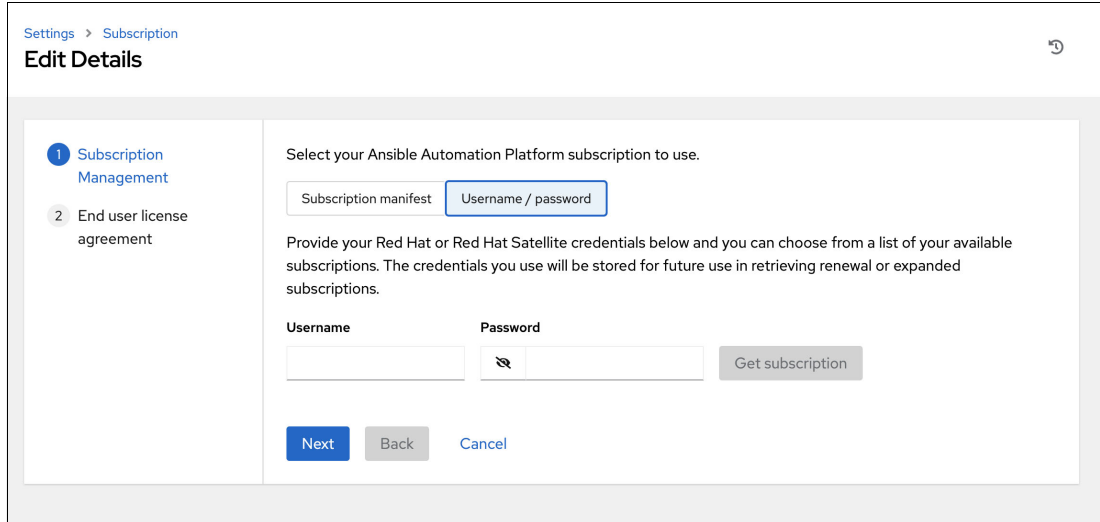 Settings > Subscription
Edit Details
1 Subscription
Management
2 End user license
agreement
Select your Ansible Automation Platform subscription to use.
Subscription manifest Username / password
Provide your Red Hat or Red Hat Satellite credentials below and you can choose from a list of your available
subscriptions. The credentials you use will be stored for future use in retrieving renewal or expanded
subscriptions.
Username Password
Get subscription
Next Back Cancel